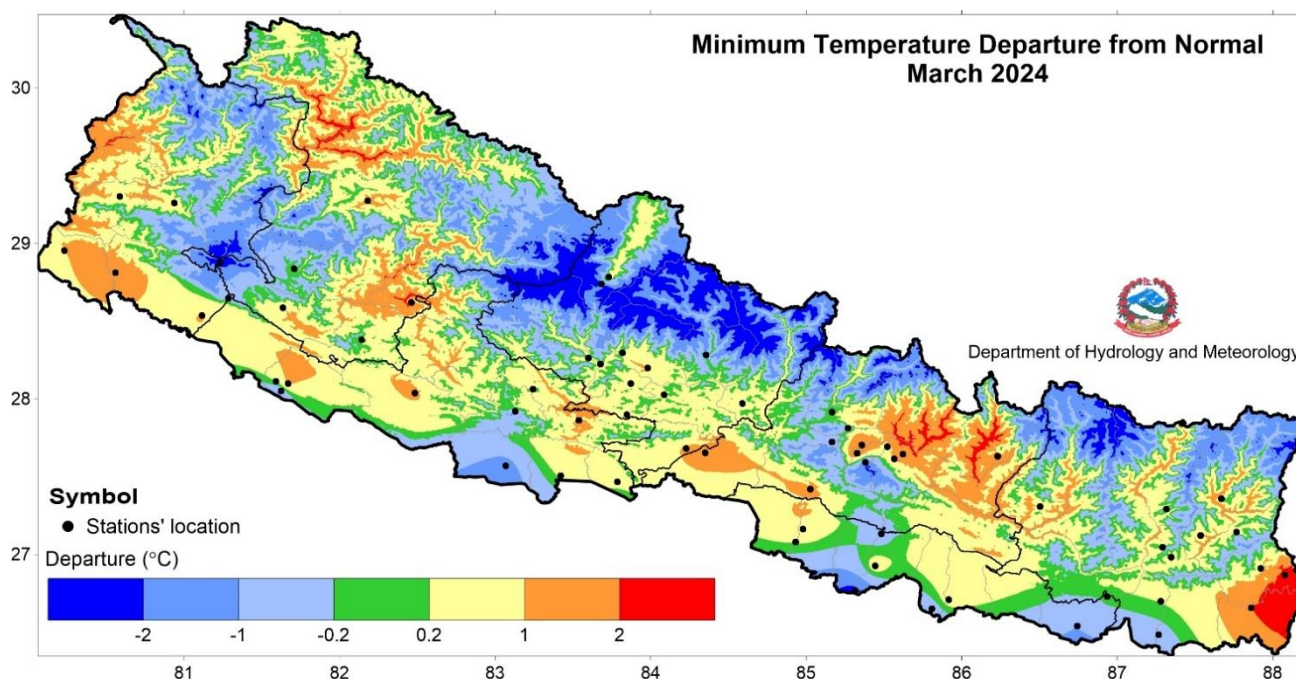 Minimum Temperature Departure from Normal
March 2024
30
29
28
27
Department of Hydrology and Meteorology
Symbol
Stations' location
Departure (°C)
-2 -1 -0.2 0.2 1 2
81 82 83 84 85 86 87 88